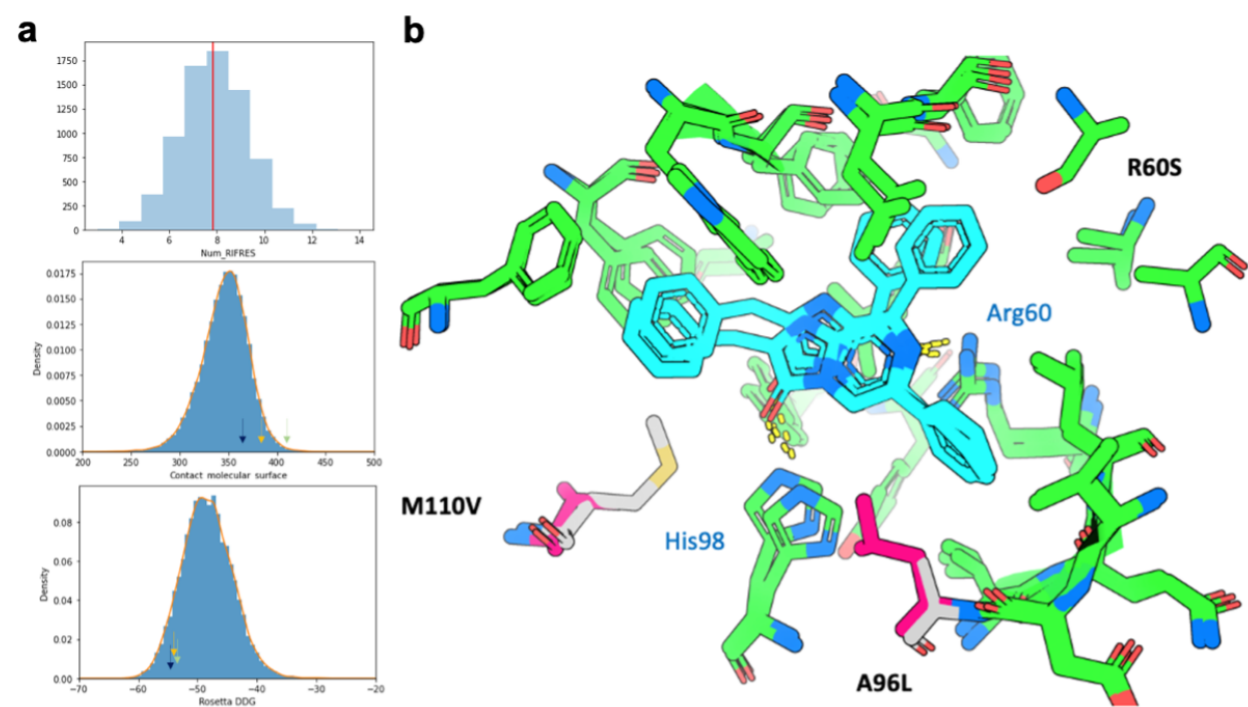 a
b
1750
1500
1250
1000
750
500
250
0
4 6 8 10 12 14
Num_RIFRES
0.0175
0.0150
0.0125
0.0100
0.0075
0.0050
0.0025
0.0000
Density
200 250 300 350 400 450 500
Contact molecular surface
0.08
0.06
0.04
0.02
0.00
Density
−70 −60 −50 −40 −30 −20
Rosetta DDG
R60S
Arg60
M110V
His98
A96L